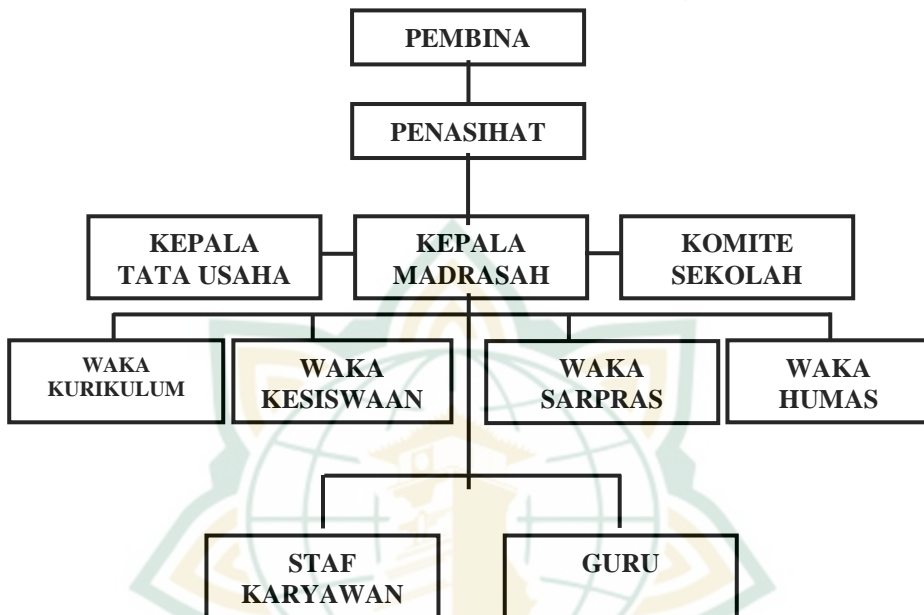 PEMBINA
PENASIHAT
KEPALA
TATA USAHA
KEPALA
MADRASAH
KOMITE
SEKOLAH
WAKA
KURIKULUM
WAKA
KESISWAAN
WAKA
SARPRAS
WAKA
HUMAS
STAF
KARYAWAN
GURU